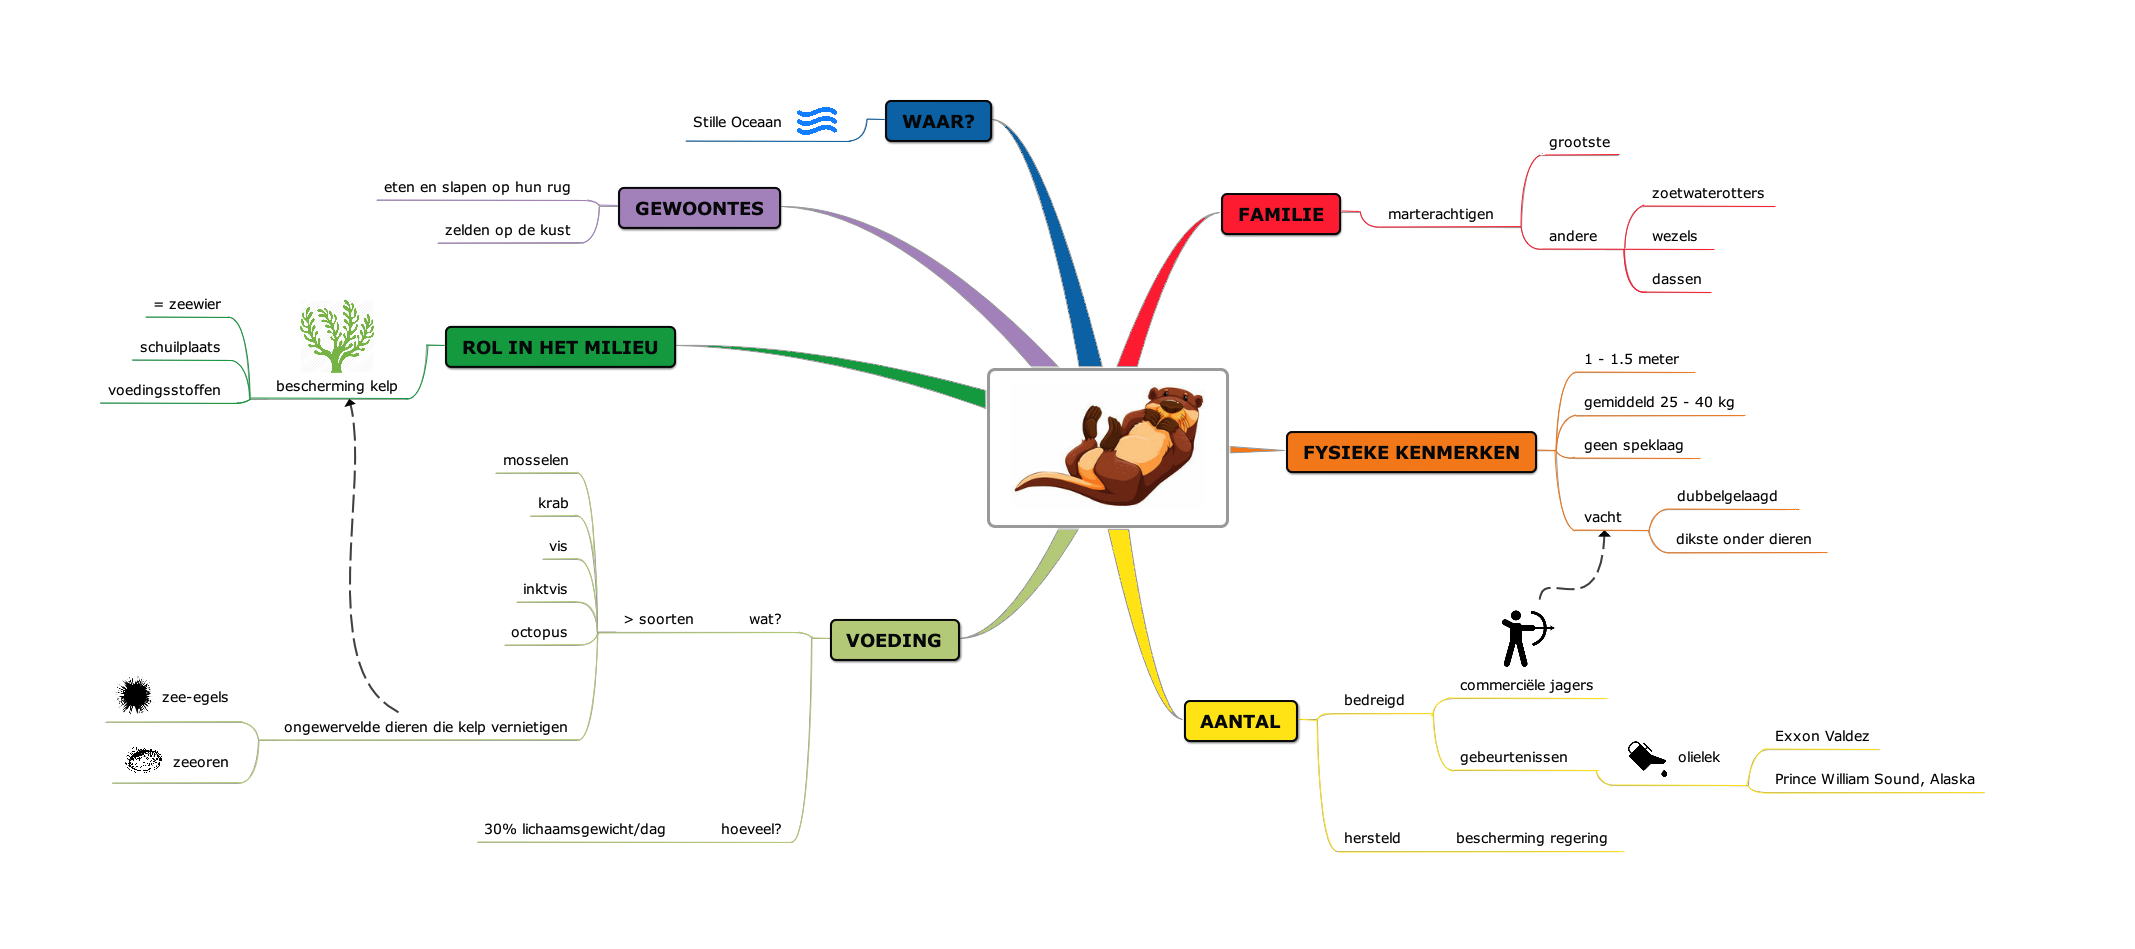 WAAR?
Stille Oceaan
GEWOONTES
eten en slapen op hun rug
zelden op de kust
ROL IN HET MILIEU
bescherming kelp
= zeewier
schuilplaats
voedingsstoffen
VOEDING
wat?
> soorten
mosselen
krab
vis
inktvis
octopus
ongewervelde dieren die kelp vernietigen
zee-egels
zeeoren
hoeveel?
30% lichaamsgewicht/dag
FAMILIE
marterachtigen
grootste
andere
zoetwaterotters
wezels
dassen
FYSIEKE KENMERKEN
1 - 1.5 meter
gemiddeld 25 - 40 kg
geen speklaag
vacht
dubbelgelaagd
dikste onder dieren
AANTAL
bedreigd
commerciële jagers
gebeurtenissen
olielek
Exxon Valdez
Prince William Sound, Alaska
hersteld
bescherming regering